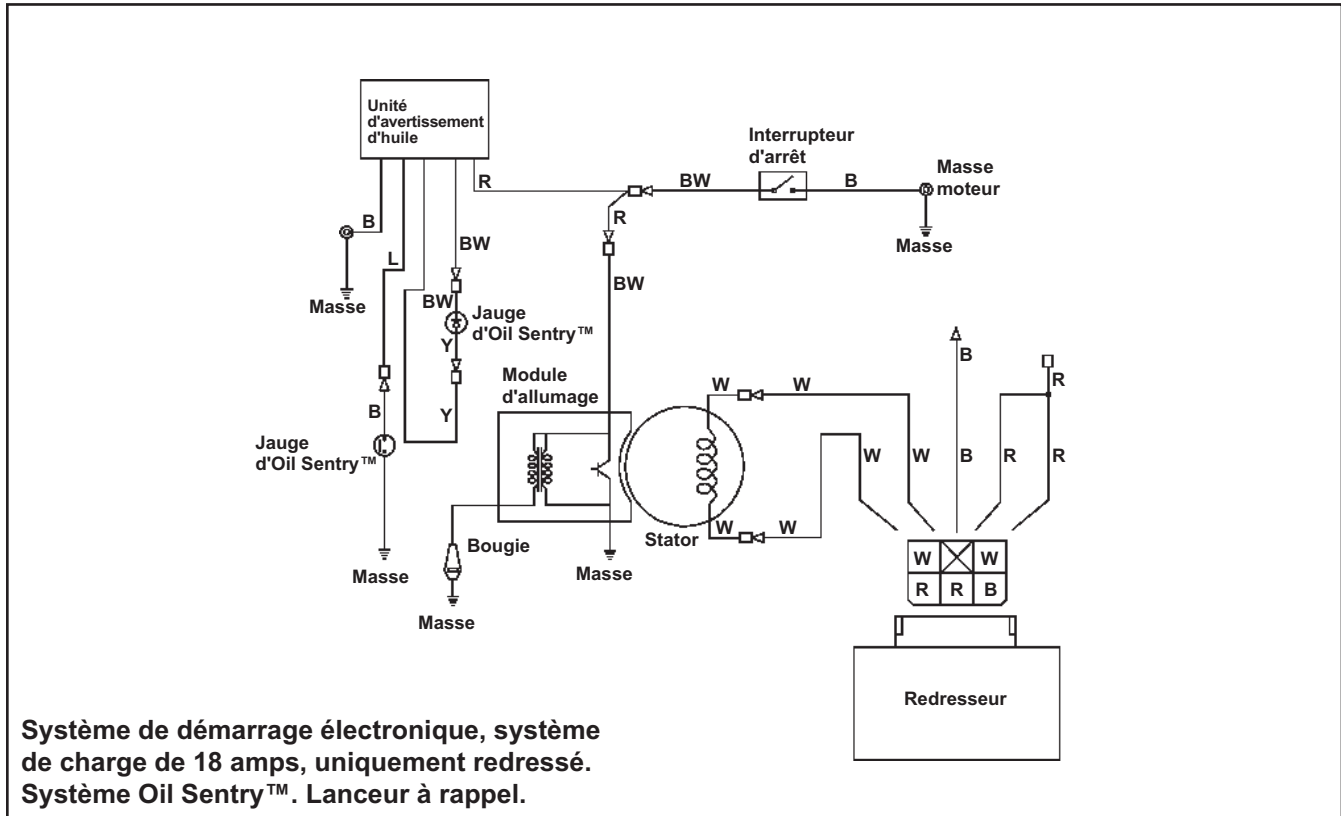 Unité
d'avertissement
d'huile
Interrupteur
d'arrêt
Masse
moteur
R
BW
B
B
R
Masse
BW
L
BW
Masse
BW
Jauge
d'Oil Sentry™
B
Y
Module
d'allumage
W
W
R
B
Y
Jauge
d'Oil Sentry™
W
W
B
R
R
W
W
Stator
Bougie
W
W
Masse
Masse
R
R
B
Masse
Redresseur
Système de démarrage électronique, système
de charge de 18 amps, uniquement redressé.
Système Oil Sentry™. Lanceur à rappel.